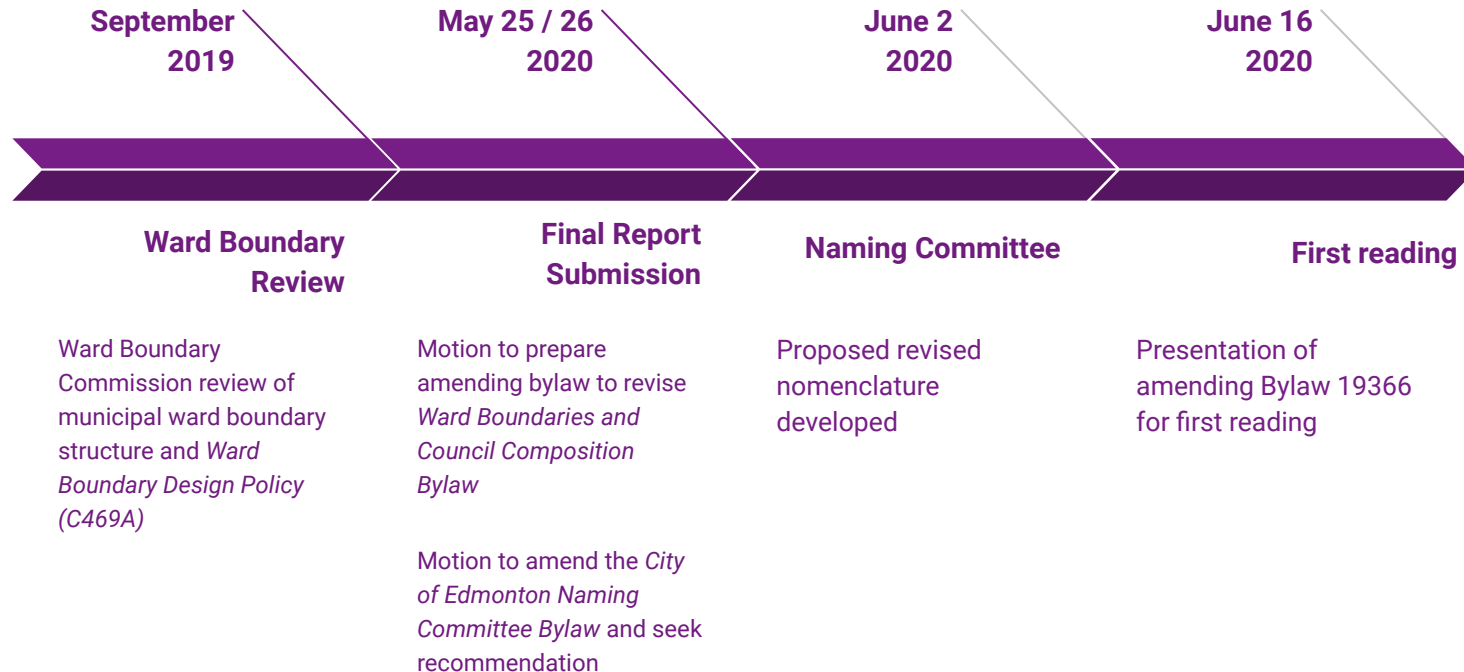 September
2019
May 25 / 26
2020
June 2
2020
June 16
2020
Ward Boundary
Review
Final Report
Submission
Naming Committee
First reading
Ward Boundary
Commission review of
municipal ward boundary
structure and Ward
Boundary Design Policy
(C469A)
Motion to prepare
amending bylaw to revise
Ward Boundaries and
Council Composition
Bylaw
Motion to amend the City
of Edmonton Naming
Committee Bylaw and seek
recommendation
Proposed revised
nomenclature
developed
Presentation of
amending Bylaw 19366
for first reading